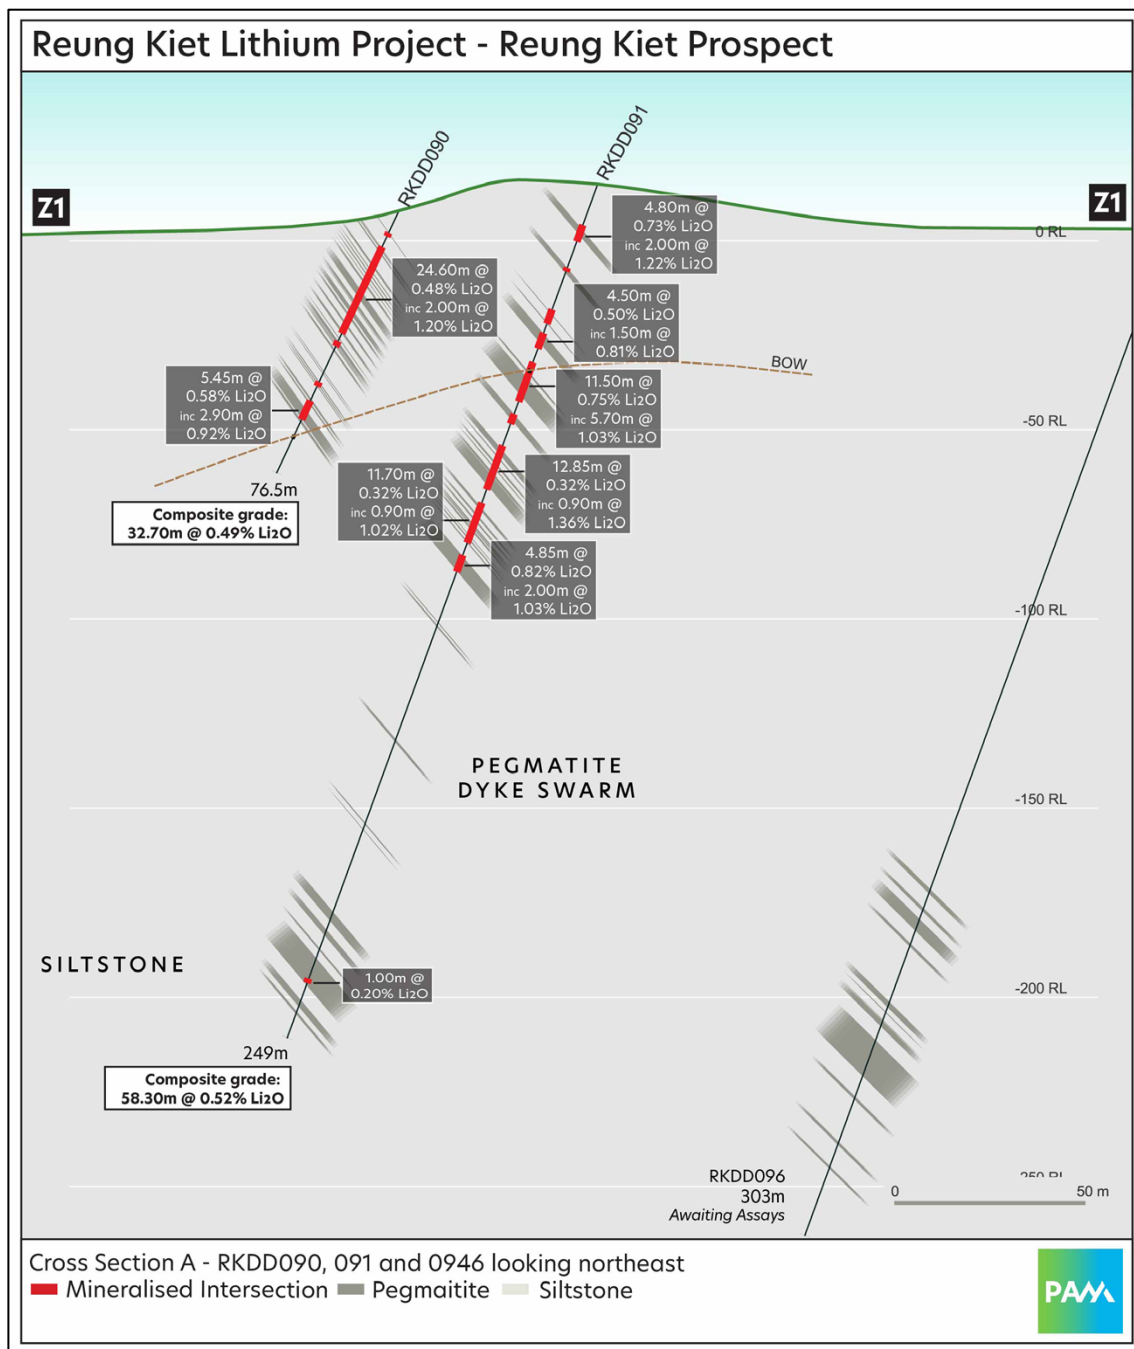 Reung Kiet Lithium Project - Reung Kiet Prospect
RKDD090
RKDD091
Z1
Z1
4.80m @
0.73% Li2O
inc 2.00m @
1.22% Li2O
0 RL
24.60m @
0.48% Li2O
inc 2.00m @
1.20% Li2O
4.50m @
0.50% Li2O
inc 1.50m @
0.81% Li2O
BOW
5.45m @
0.58% Li2O
inc 2.90m @
0.92% Li2O
11.50m @
0.75% Li2O
inc 5.70m @
1.03% Li2O
-50 RL
76.5m
Composite grade:
32.70m @ 0.49% Li2O
11.70m @
0.32% Li2O
inc 0.90m @
1.02% Li2O
12.85m @
0.32% Li2O
inc 0.90m @
1.36% Li2O
4.85m @
0.82% Li2O
inc 2.00m @
1.03% Li2O
-100 RL
PEGMATITE
DYKE SWARM
-150 RL
SILTSTONE
1.00m @
0.20% Li2O
-200 RL
249m
Composite grade:
58.30m @ 0.52% Li2O
RKDD096
303m
Awaiting Assays
250 RL
0 50 m
Cross Section A - RKDD090, 091 and 0946 looking northeast
Mineralised Intersection Pegmaitite Siltstone
PAM